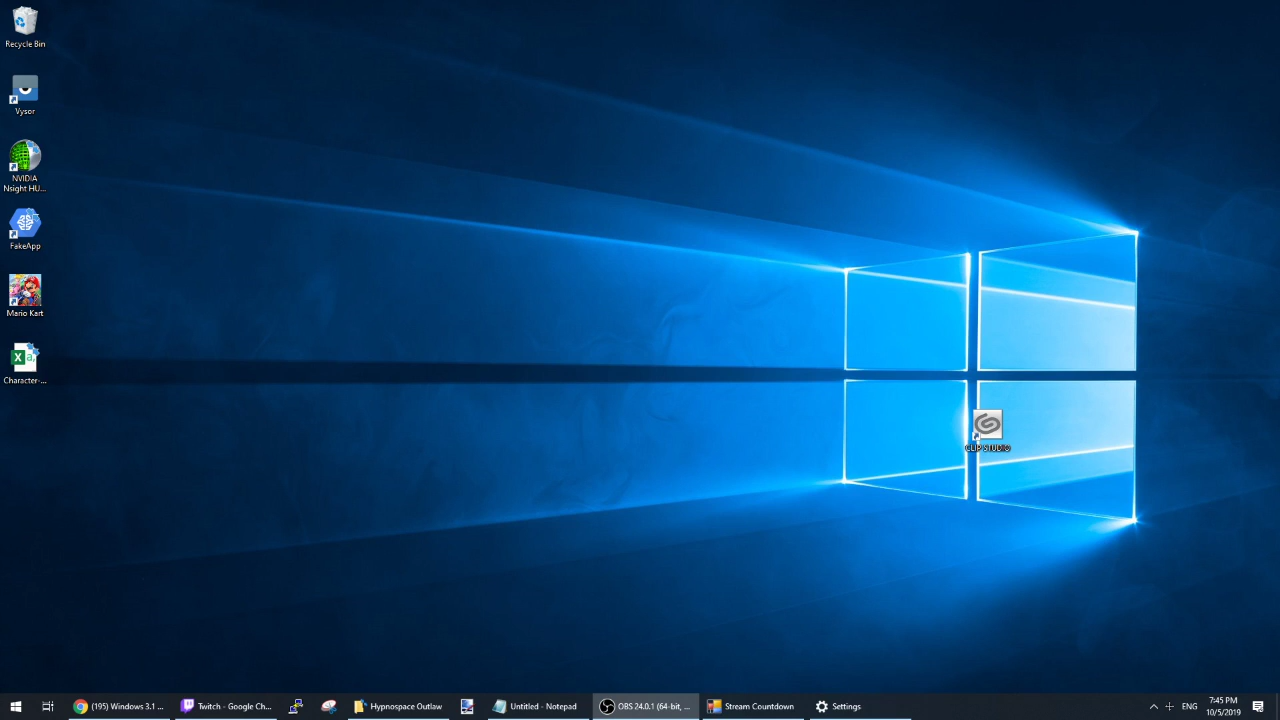 Recycle Bin
Vysor
NVIDIA
Nsight HU...
FakeApp
Mario Kart
Character-...
CLIP STUDIO
(195) Windows 3.1 ...
Twitch - Google Ch...
Hypnospace Outlaw
Untitled - Notepad
OBS 24.0.1 (64-bit, ...
Stream Countdown
Settings
ENG
7:45 PM
10/5/2019